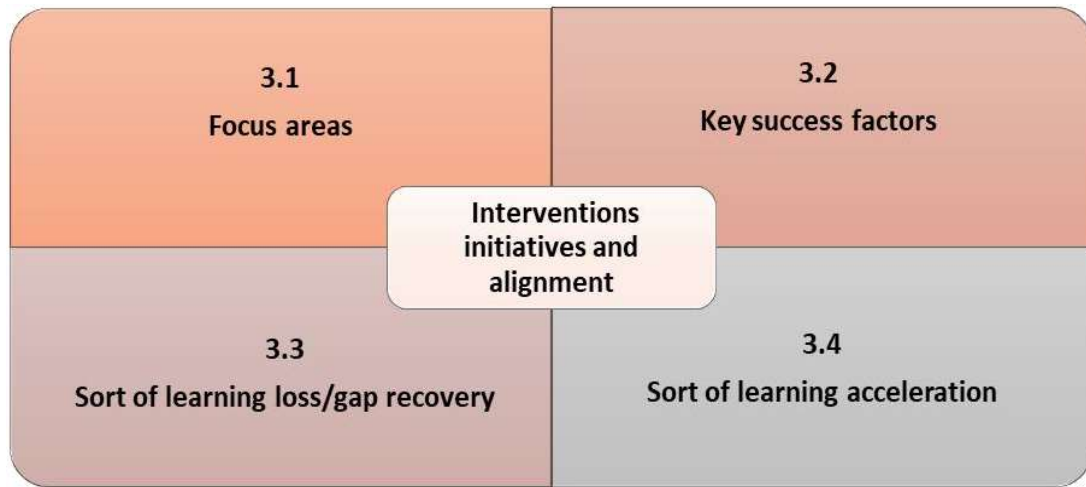 3.1
Focus areas
3.2
Key success factors
Interventions
initiatives and
alignment
3.3
Sort of learning loss/gap recovery
3.4
Sort of learning acceleration